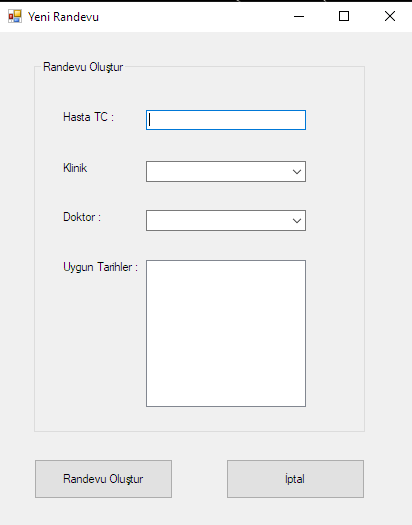 Yeni Randevu
Randevu Oluştur
Hasta TC :
Klinik
Doktor :
Uygun Tarihler :
Randevu Oluştur
İptal